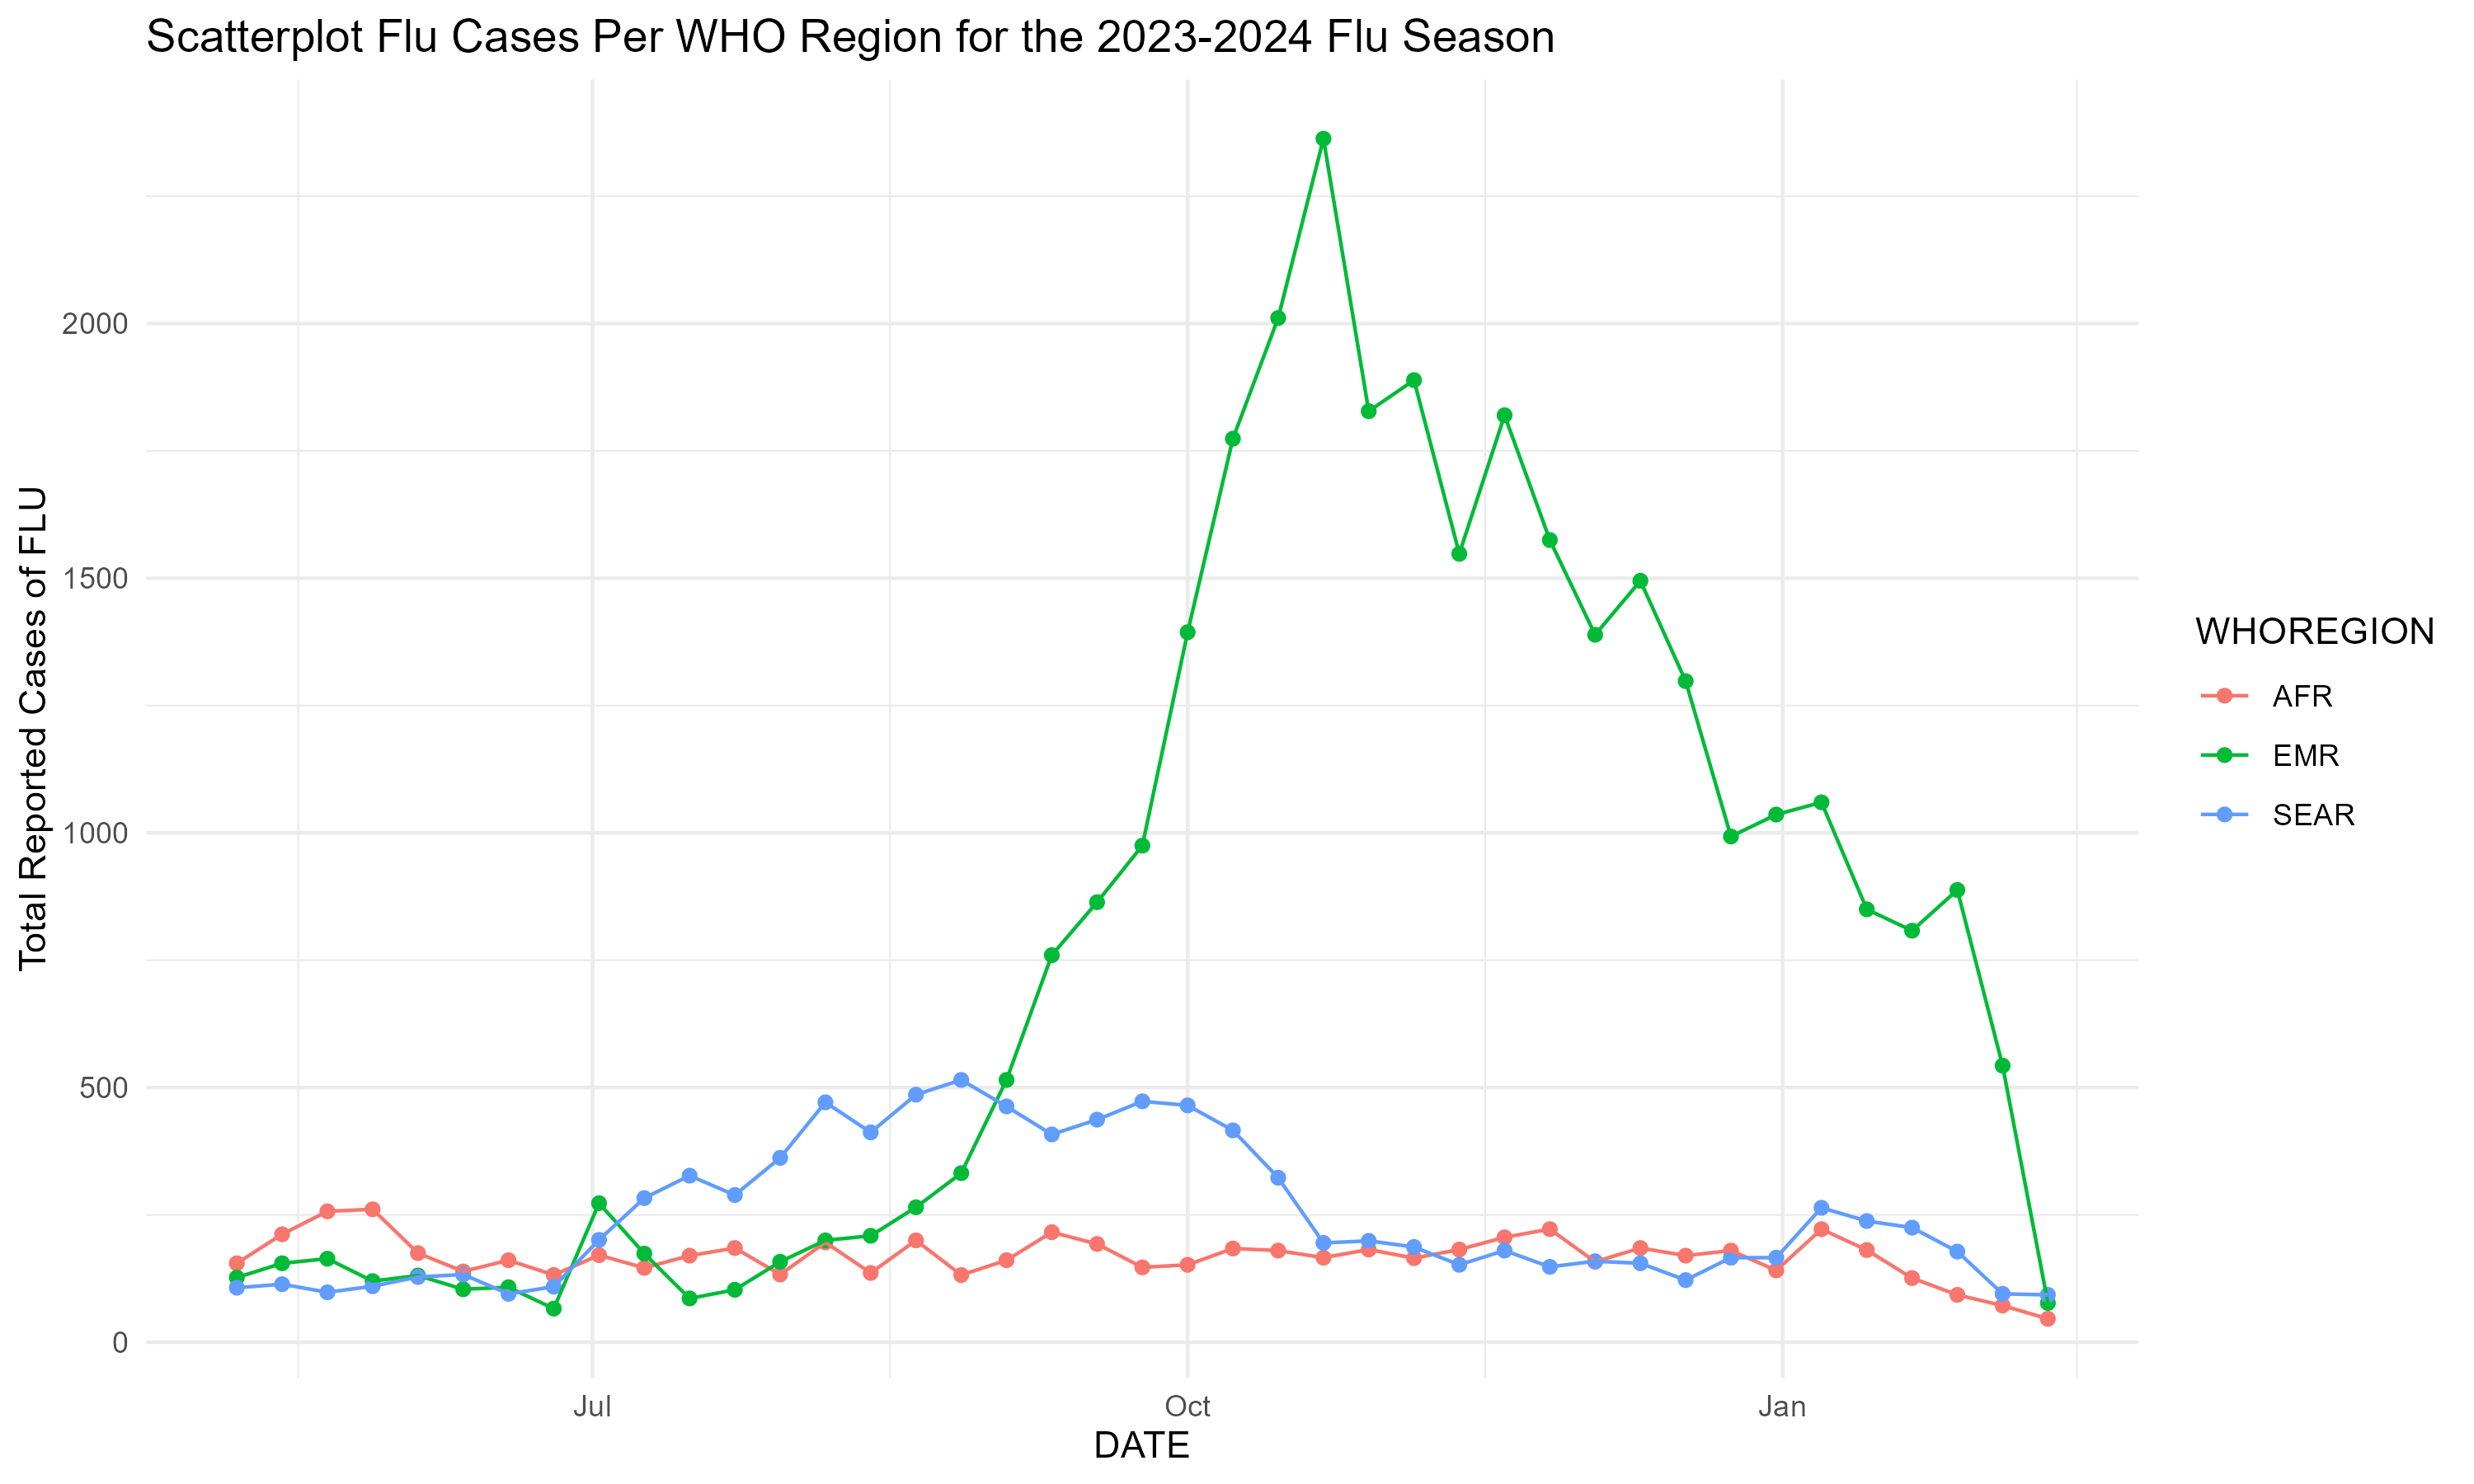 Scatterplot Flu Cases Per WHO Region for the 2023-2024 Flu Season
Total Reported Cases of FLU
2000
1500
1000
500
0
Jul
Oct
Jan
DATE
WHOREGION
AFR
EMR
SEAR